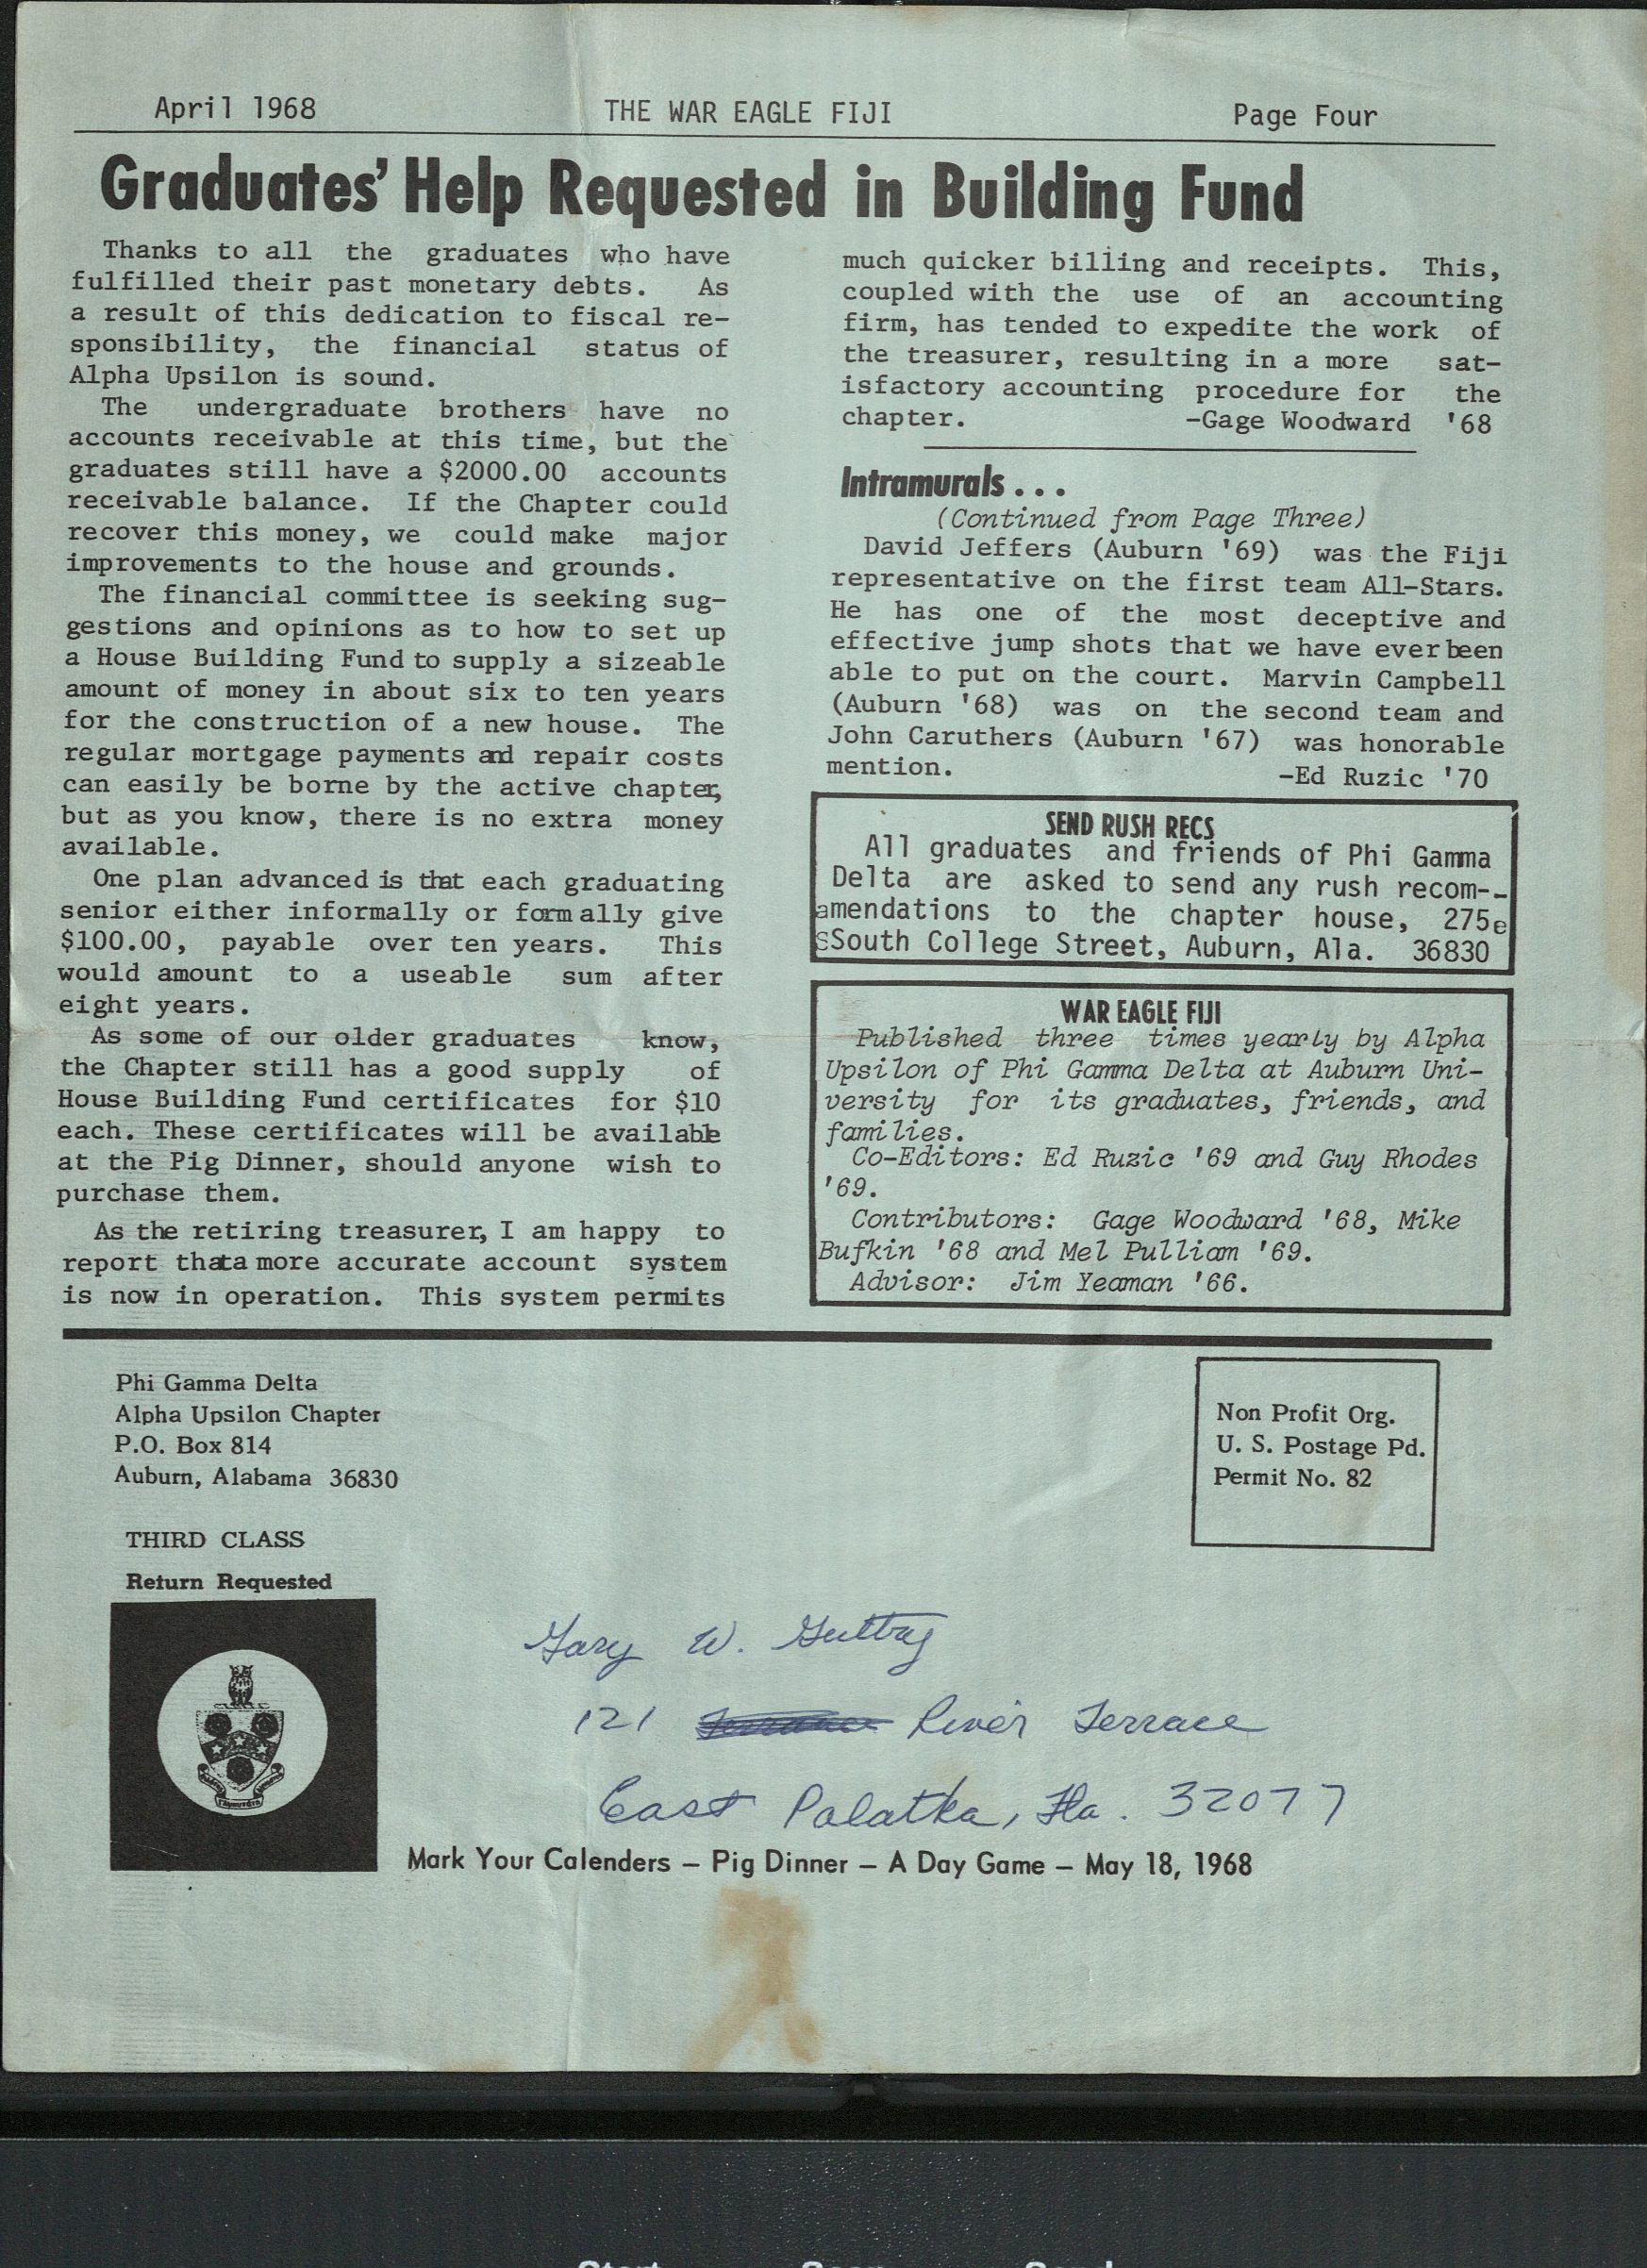 April 1968
THE WAR EAGLE FIJI
Page Four
Graduates' Help Requested in Building Fund
Thanks to all the graduates who have
fulfilled their past monetary debts. As
a result of this dedication to fiscal re-
sponsibility, the financial status of
Alpha Upsilon is sound.
The undergraduate brothers have no
accounts receivable at this time, but the
graduates still have a $2000.00 accounts
receivable balance. If the Chapter could
recover this money, we could make major
improvements to the house and grounds.
The financial committee is seeking sug-
gestions and opinions as to how to set up
a House Building Fund to supply a sizeable
amount of money in about six to ten years
for the construction of a new house. The
regular mortgage payments and repair costs
can easily be borne by the active chapter,
but as you know, there is no extra money
available.
One plan advanced is that each graduating
senior either informally or formally give
$100.00, payable over ten years. This
would amount to a useable sum after
eight years.
As some of our older graduates know,
the Chapter still has a good supply of
House Building Fund certificates for $10
each. These certificates will be available
at the Pig Dinner, should anyone wish to
purchase them.
As the retiring treasurer, I am happy to
report that a more accurate account system
is now in operation. This system permits
much quicker billing and receipts. This,
coupled with the use of an accounting
firm, has tended to expedite the work of
the treasurer, resulting in a more sat-
isfactory accounting procedure for the
chapter. -Gage Woodward '68
Intramurals...
(Continued from Page Three)
David Jeffers (Auburn '69) was the Fiji
representative on the first team All-Stars.
He has one of the most deceptive and
effective jump shots that we have ever been
able to put on the court. Marvin Campbell
(Auburn '68) was on the second team and
John Caruthers (Auburn '67) was honorable
mention. -Ed Ruzic '70
SEND RUSH RECS
All graduates and friends of Phi Gamma
Delta are asked to send any rush recom-
amendations to the chapter house, 275e
sSouth College Street, Auburn, Ala. 36830
WAR EAGLE FIJI
Published three times yearly by Alpha
Upsilon of Phi Gamma Delta at Auburn Uni-
versity for its graduates, friends, and
families.
Co-Editors: Ed Ruzic '69 and Guy Rhodes
'69.
Contributors: Gage Woodward '68, Mike
Bufkin '68 and Mel Pulliam '69.
Advisor: Jim Yeaman '66.
Phi Gamma Delta
Alpha Upsilon Chapter
P.O. Box 814
Auburn, Alabama 36830
THIRD CLASS
Return Requested
Non Profit Org.
U. S. Postage Pd.
Permit No. 82
Gary W.
121 River Terrace
East Palatka, Fla. 32077
Mark Your Calenders – Pig Dinner – A Day Game – May 18, 1968